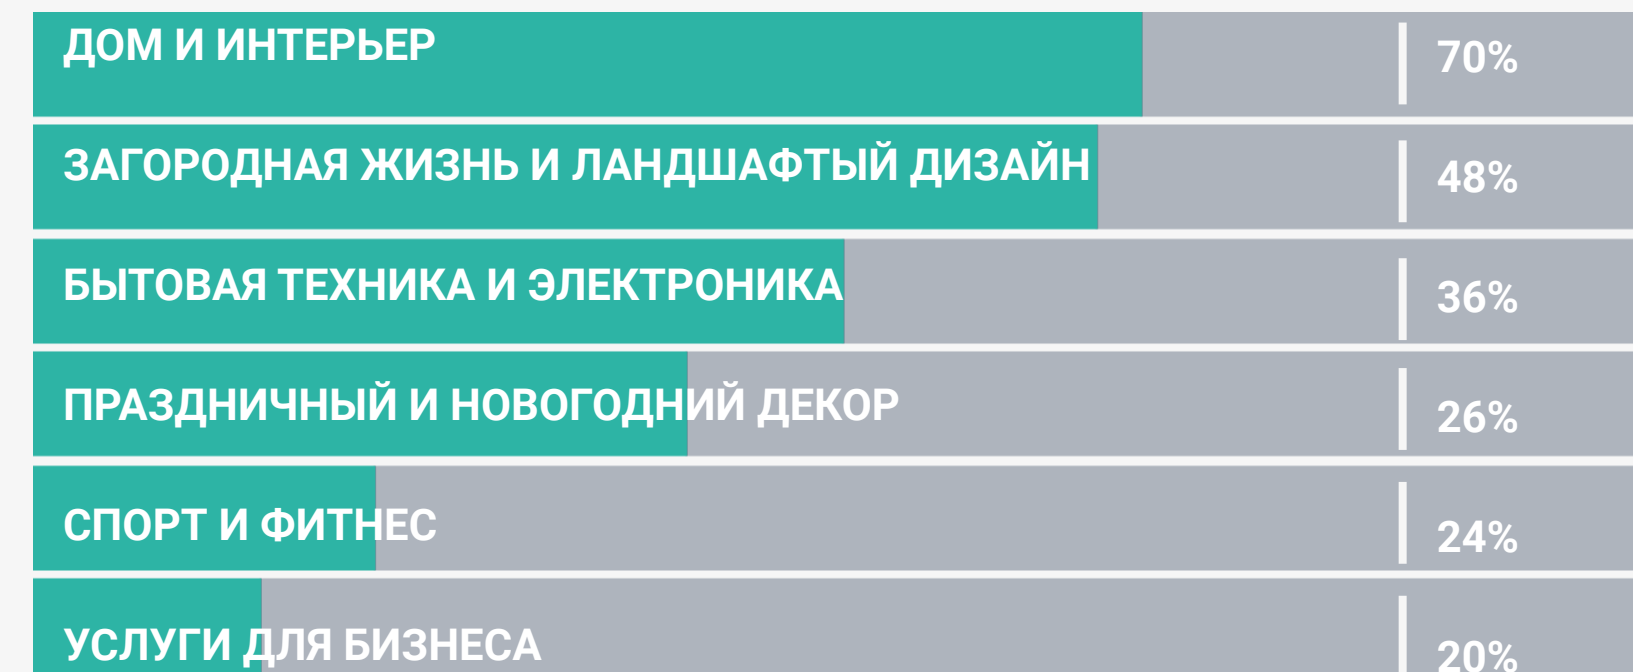 ДОМ И ИНТЕРЬЕР 70%
ЗАГОРОДНАЯ ЖИЗНЬ И ЛАНДШАФТЫЙ ДИЗАЙН 48%
БЫТОВАЯ ТЕХНИКА И ЭЛЕКТРОНИКА 36%
ПРАЗДНИЧНЫЙ И НОВОГОДНИЙ ДЕКОР 26%
СПОРТ И ФИТНЕС 24%
УСЛУГИ ДЛЯ БИЗНЕСА 20%